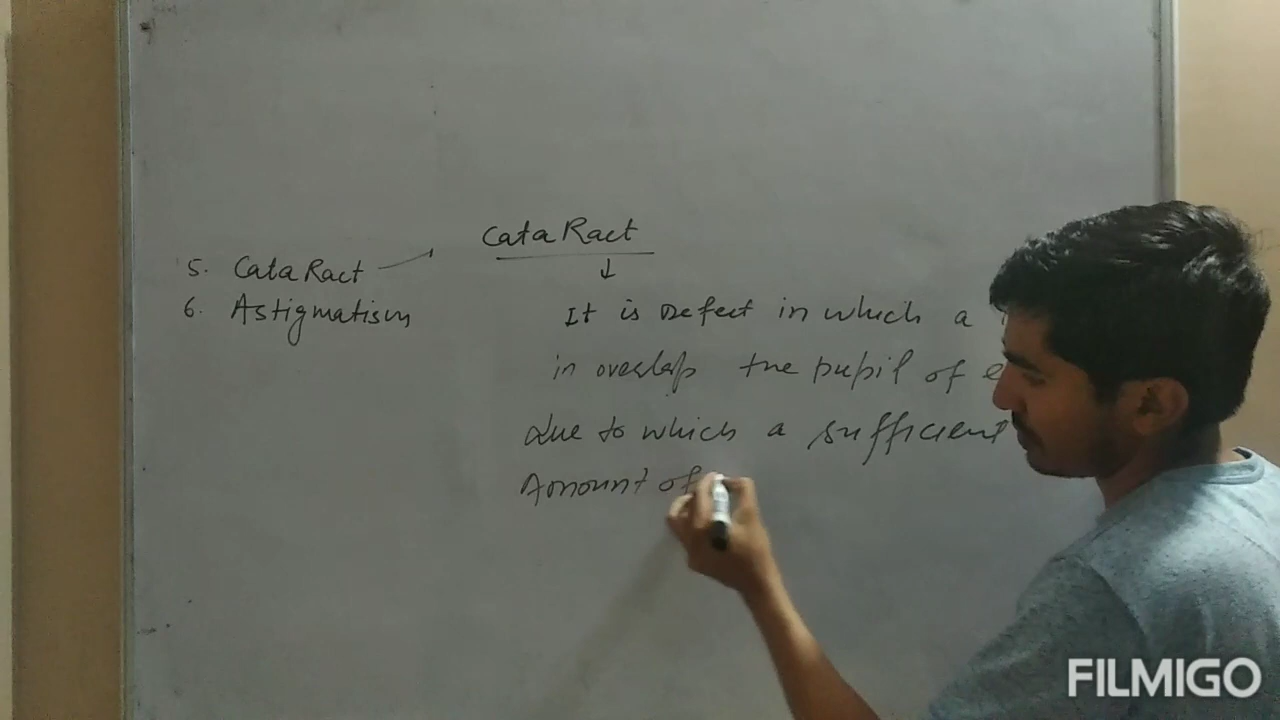 CataRact
5. CataRact
6. Astigmatism
It is Defect in which a
in overlap the pupil of
due to which a sufficient
Amount of
FILMIGO